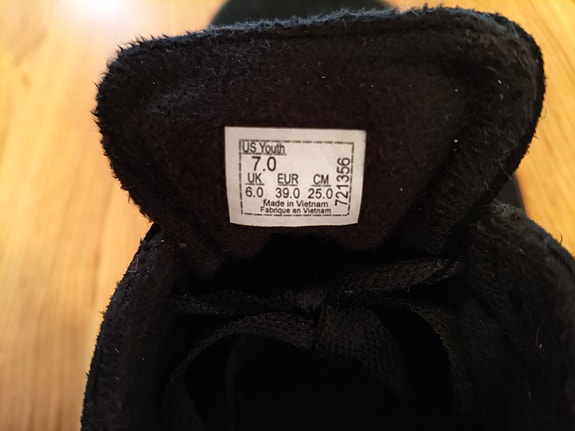 US Youth
7.0
UK EUR CM
6.0 39.0 25.0
Made in Vietnam
Fabrique en Vietnam
721356